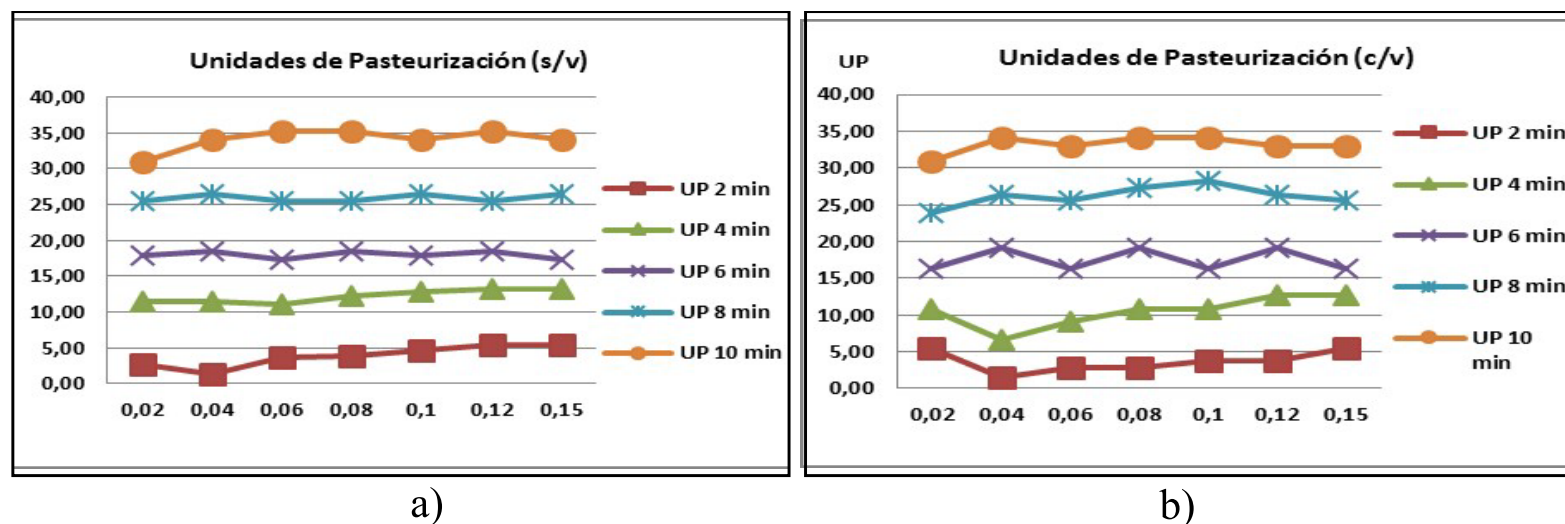 Unidades de Pasteurización (s/v)
40,00
35,00
30,00
25,00
20,00
15,00
10,00
5,00
0,00
0,02 0,04 0,06 0,08 0,1 0,12 0,15
UP 2 min
UP 4 min
UP 6 min
UP 8 min
UP 10 min
a)
UP
Unidades de Pasteurización (c/v)
40,00
35,00
30,00
25,00
20,00
15,00
10,00
5,00
0,00
0,02 0,04 0,06 0,08 0,1 0,12 0,15
UP 2 min
UP 4 min
UP 6 min
UP 8 min
UP 10
min
b)